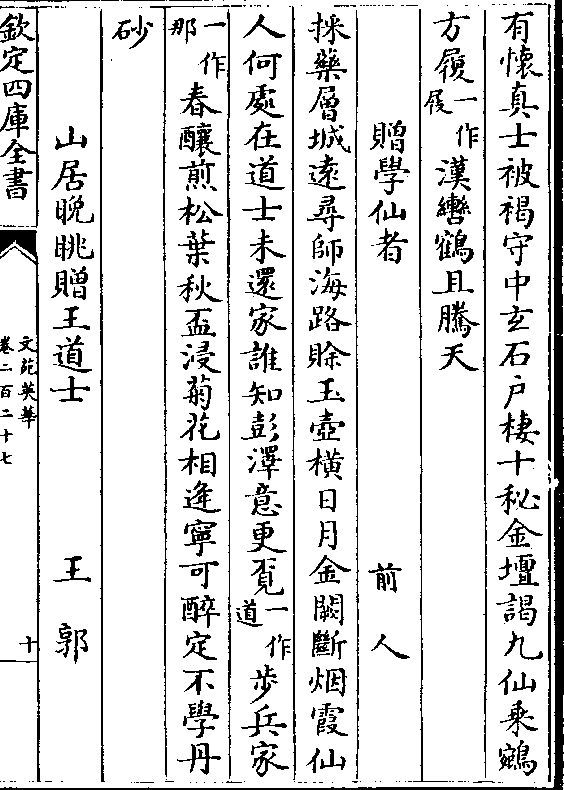 有懐真士被褐守中玄石户棲十秘金壇謁九仙乗鵷
方履一作屐漢轡鶴且騰天
贈學仙者　前人
採藥層城遠尋師海路賖玉壺横日月金闕斷烟霞仙
人何處在道士未還家誰知彭澤意更覔一作道歩兵家
一作那春釀煎松葉秋盃浸菊花相逢寧可醉定不學丹
砂
山居晩眺贈王道士　王郭
欽定四庫全書
文苑英華
卷二百二十七
十